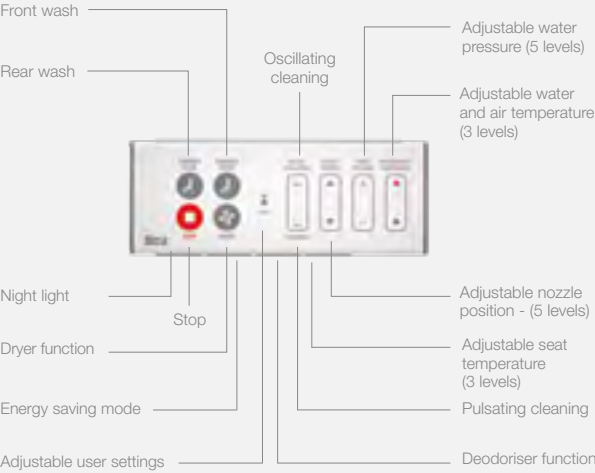 Front wash
Rear wash
Oscillating
cleaning
Adjustable water
pressure (5 levels)
Adjustable water
and air temperature
(3 levels)
Night light
Stop
Dryer function
Energy saving mode
Adjustable user settings
Adjustable nozzle
position - (5 levels)
Adjustable seat
temperature
(3 levels)
Pulsating cleaning
Deodoriser function